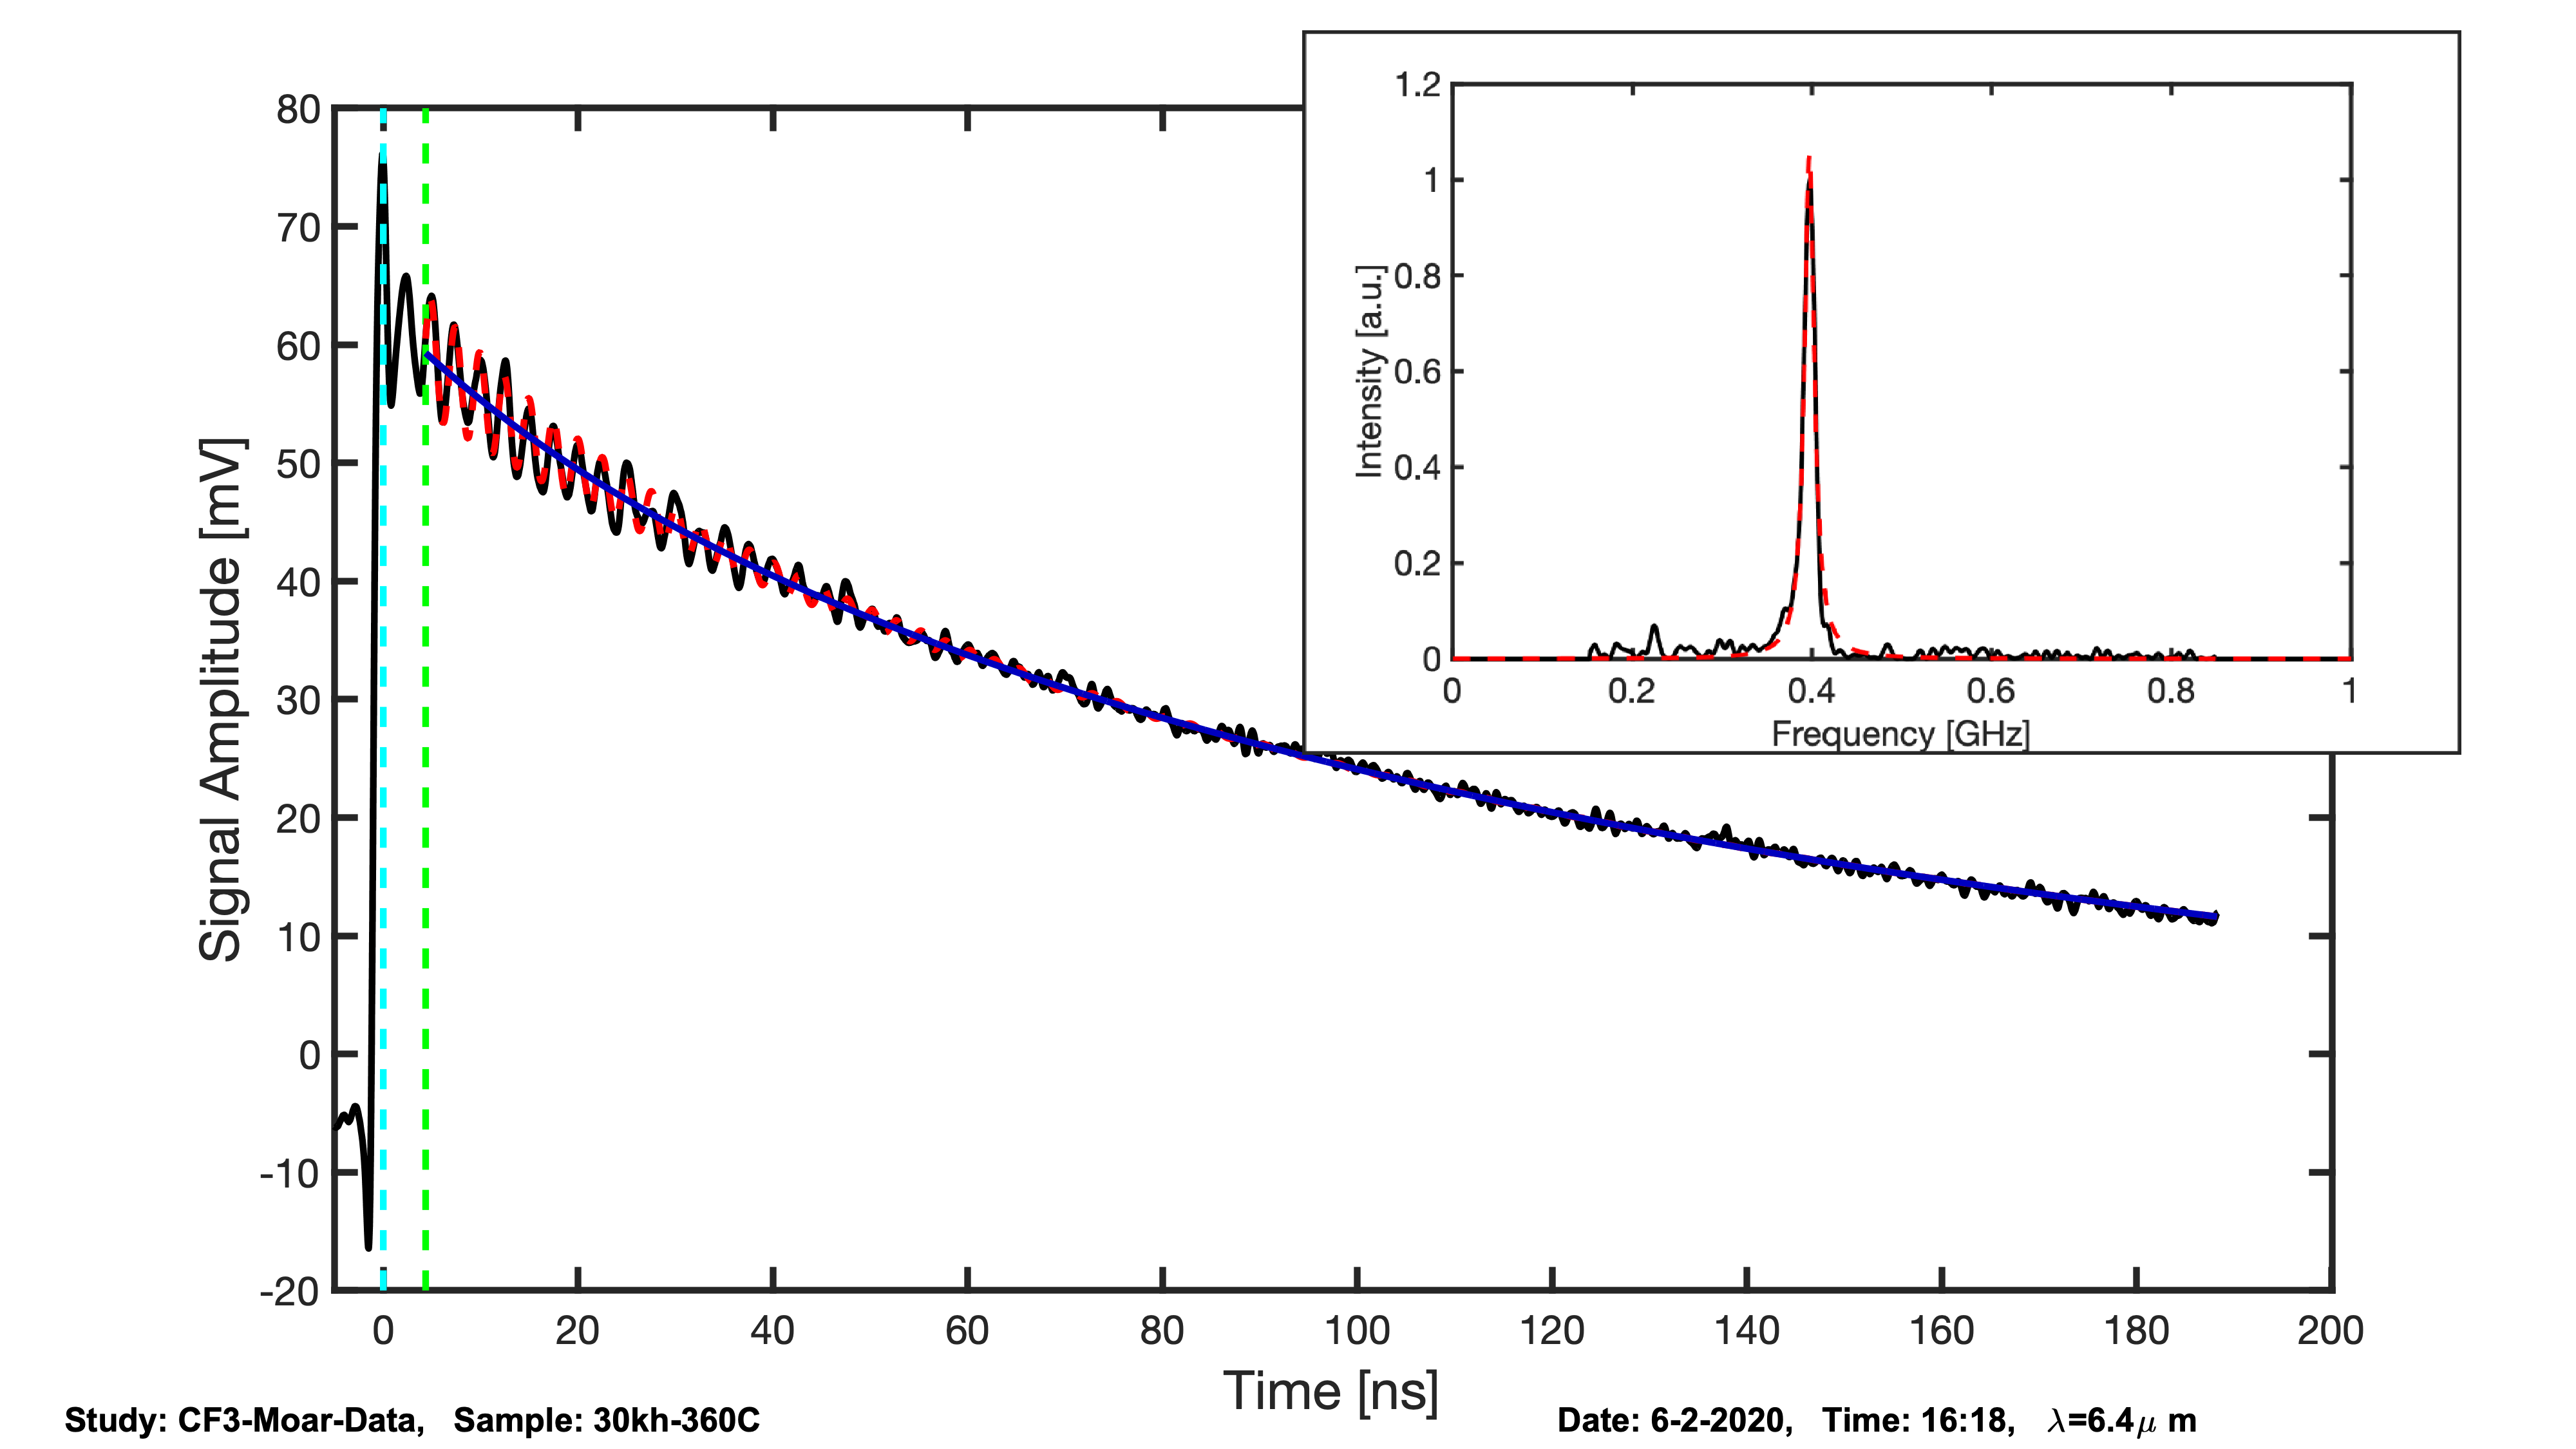 80
70
60
50
40
30
20
10
0
-10
-20
Signal Amplitude [mV]
0 20 40 60 80 100 120 140 160 180 200
Time [ns]
1.2
1
0.8
0.6
0.4
0.2
0
Intensity [a.u.]
0 0.2 0.4 0.6 0.8 1
Frequency [GHz]
Study: CF3-Moar-Data, Sample: 30kh-360C
Date: 6-2-2020, Time: 16:18, λ=6.4μ m